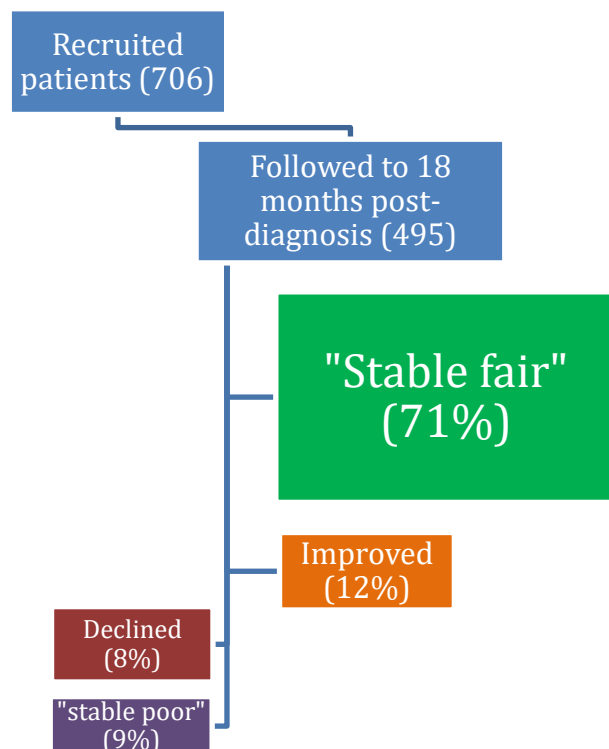 Recruited
patients (706)
Followed to 18
months post-
diagnosis (495)
"Stable fair"
(71%)
Improved
(12%)
Declined
(8%)
"stable poor"
(9%)